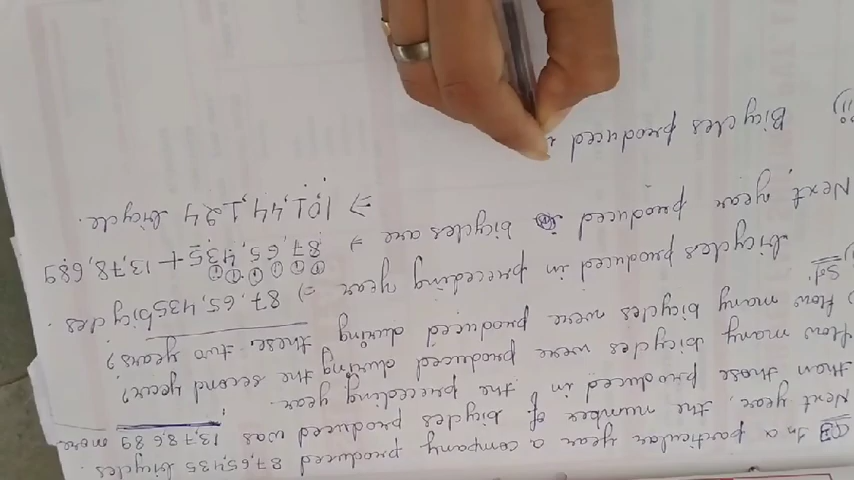 Q3 In a particular year a company produced 87,65,435 bicycles.
Next year, the number of bicycles produced was 13,78,689 more
than those produced in the preceding year.
How many bicycles were produced during the second year?
How many bicycles were produced during these two years?
Solⁿ
bicycles produced in preceding year ⇒ 87,65,435 bicycles.
Next year produced bicycles are ⇒ 87,65,435 + 13,78,689
⇒ 101,44,124 bicycle.
ii) Bicycles produced